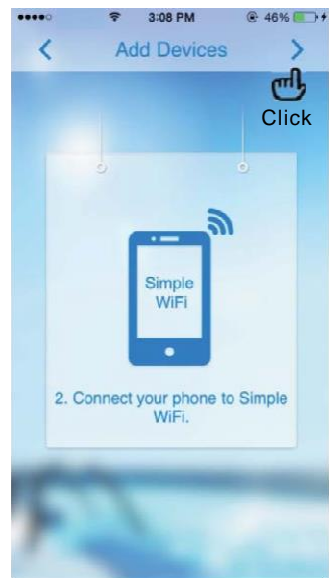 3:08 PM
46%
Add Devices
Click
Simple
WiFi
2. Connect your phone to Simple
WiFi.